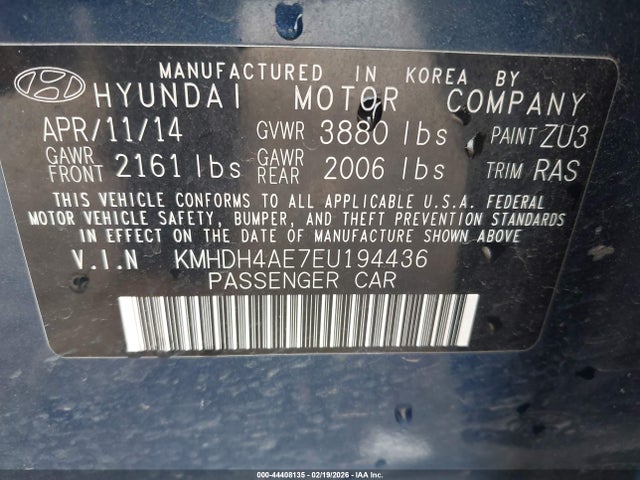 MANUFACTURED IN KOREA BY
HYUNDAI MOTOR COMPANY
APR/11/14 GVWR 3880 lbs PAINT ZU3
GAWR FRONT 2161 lbs GAWR REAR 2006 lbs TRIM RAS
THIS VEHICLE CONFORMS TO ALL APPLICABLE U.S.A. FEDERAL
MOTOR VEHICLE SAFETY, BUMPER, AND THEFT PREVENTION STANDARDS
IN EFFECT ON THE DATE OF MANUFACTURE SHOWN ABOVE.
V.I.N KMHDH4AE7EU194436
PASSENGER CAR
000-44408135 - 02/19/2026 - IAA Inc.